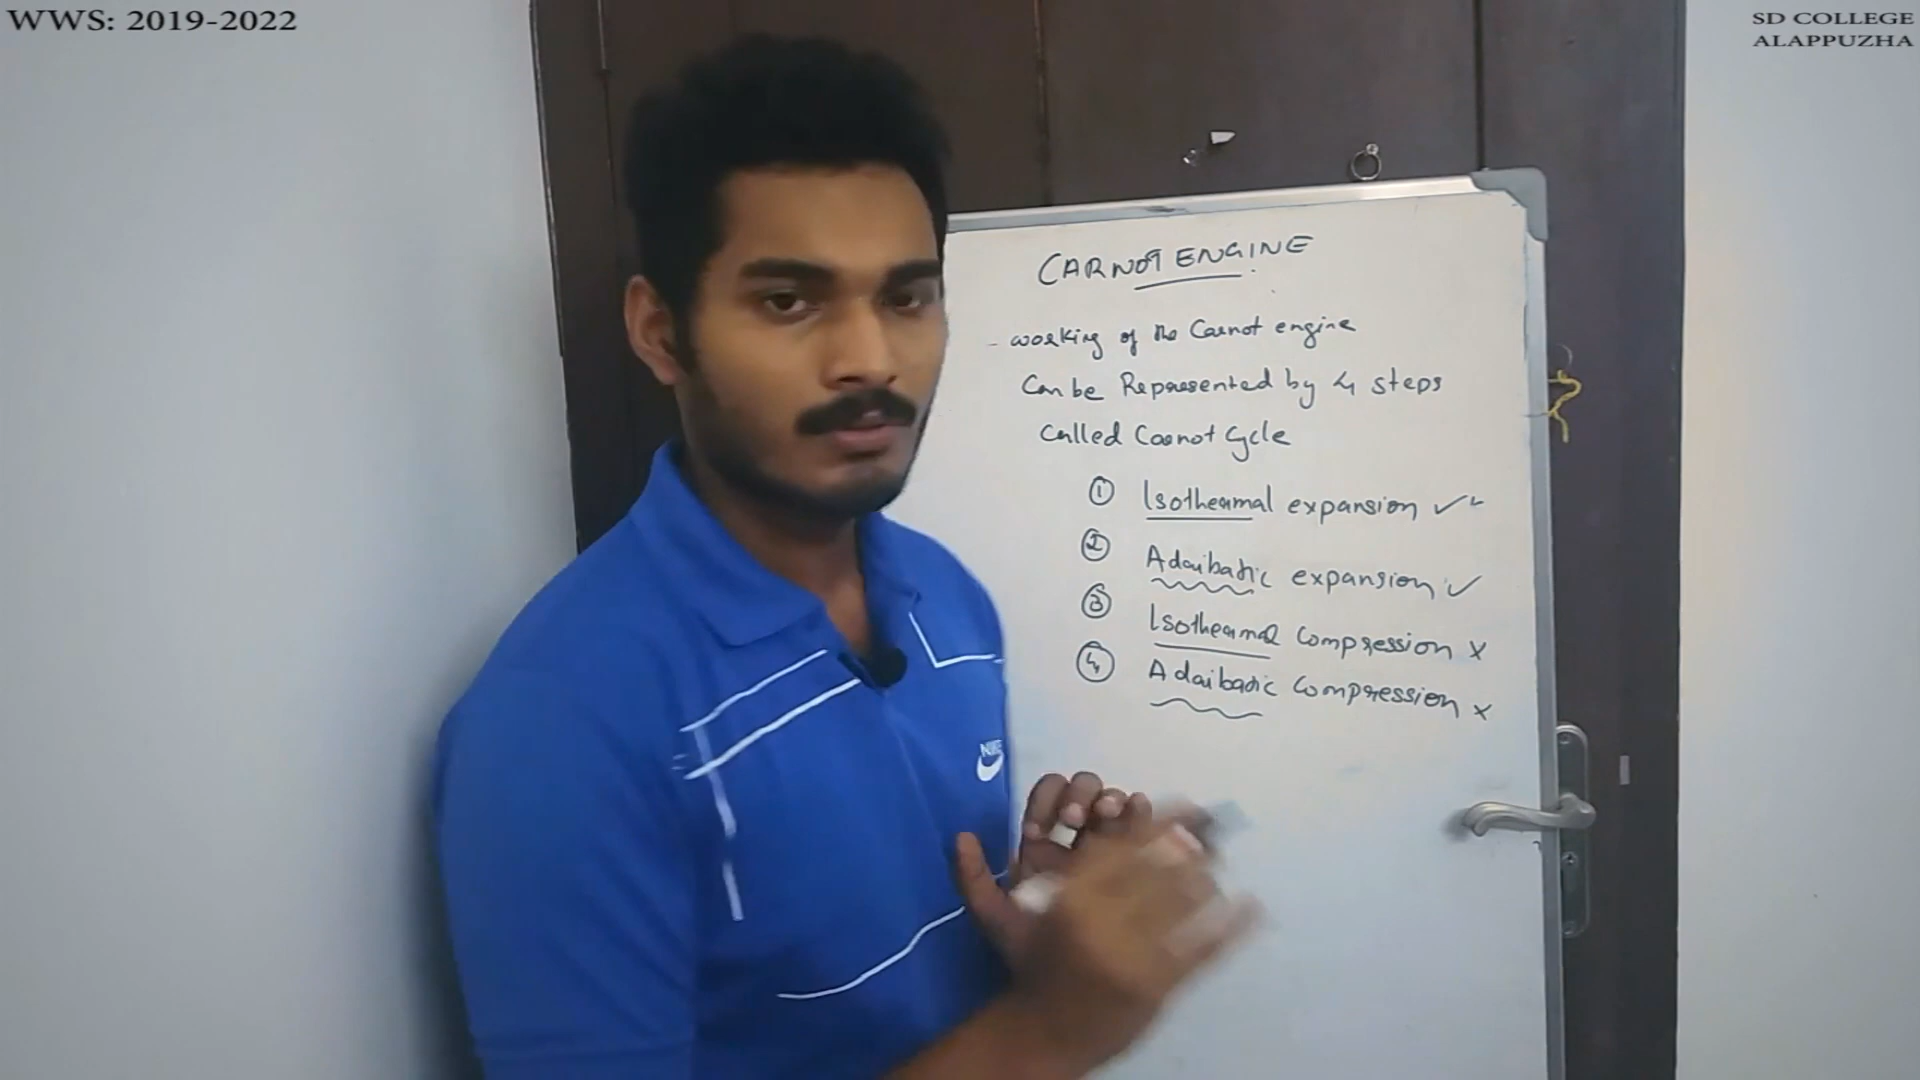 WWS: 2019-2022
SD COLLEGE
ALAPPUZHA
CARNOT ENGINE
- working of the Carnot engine
Can be Represented by 4 steps
Called Carnot Cycle
① Isothermal expansion ✓✓
② Adaibatic expansion ✓
③ Isothermal Compression x
④ Adaibatic Compression x
NIKE